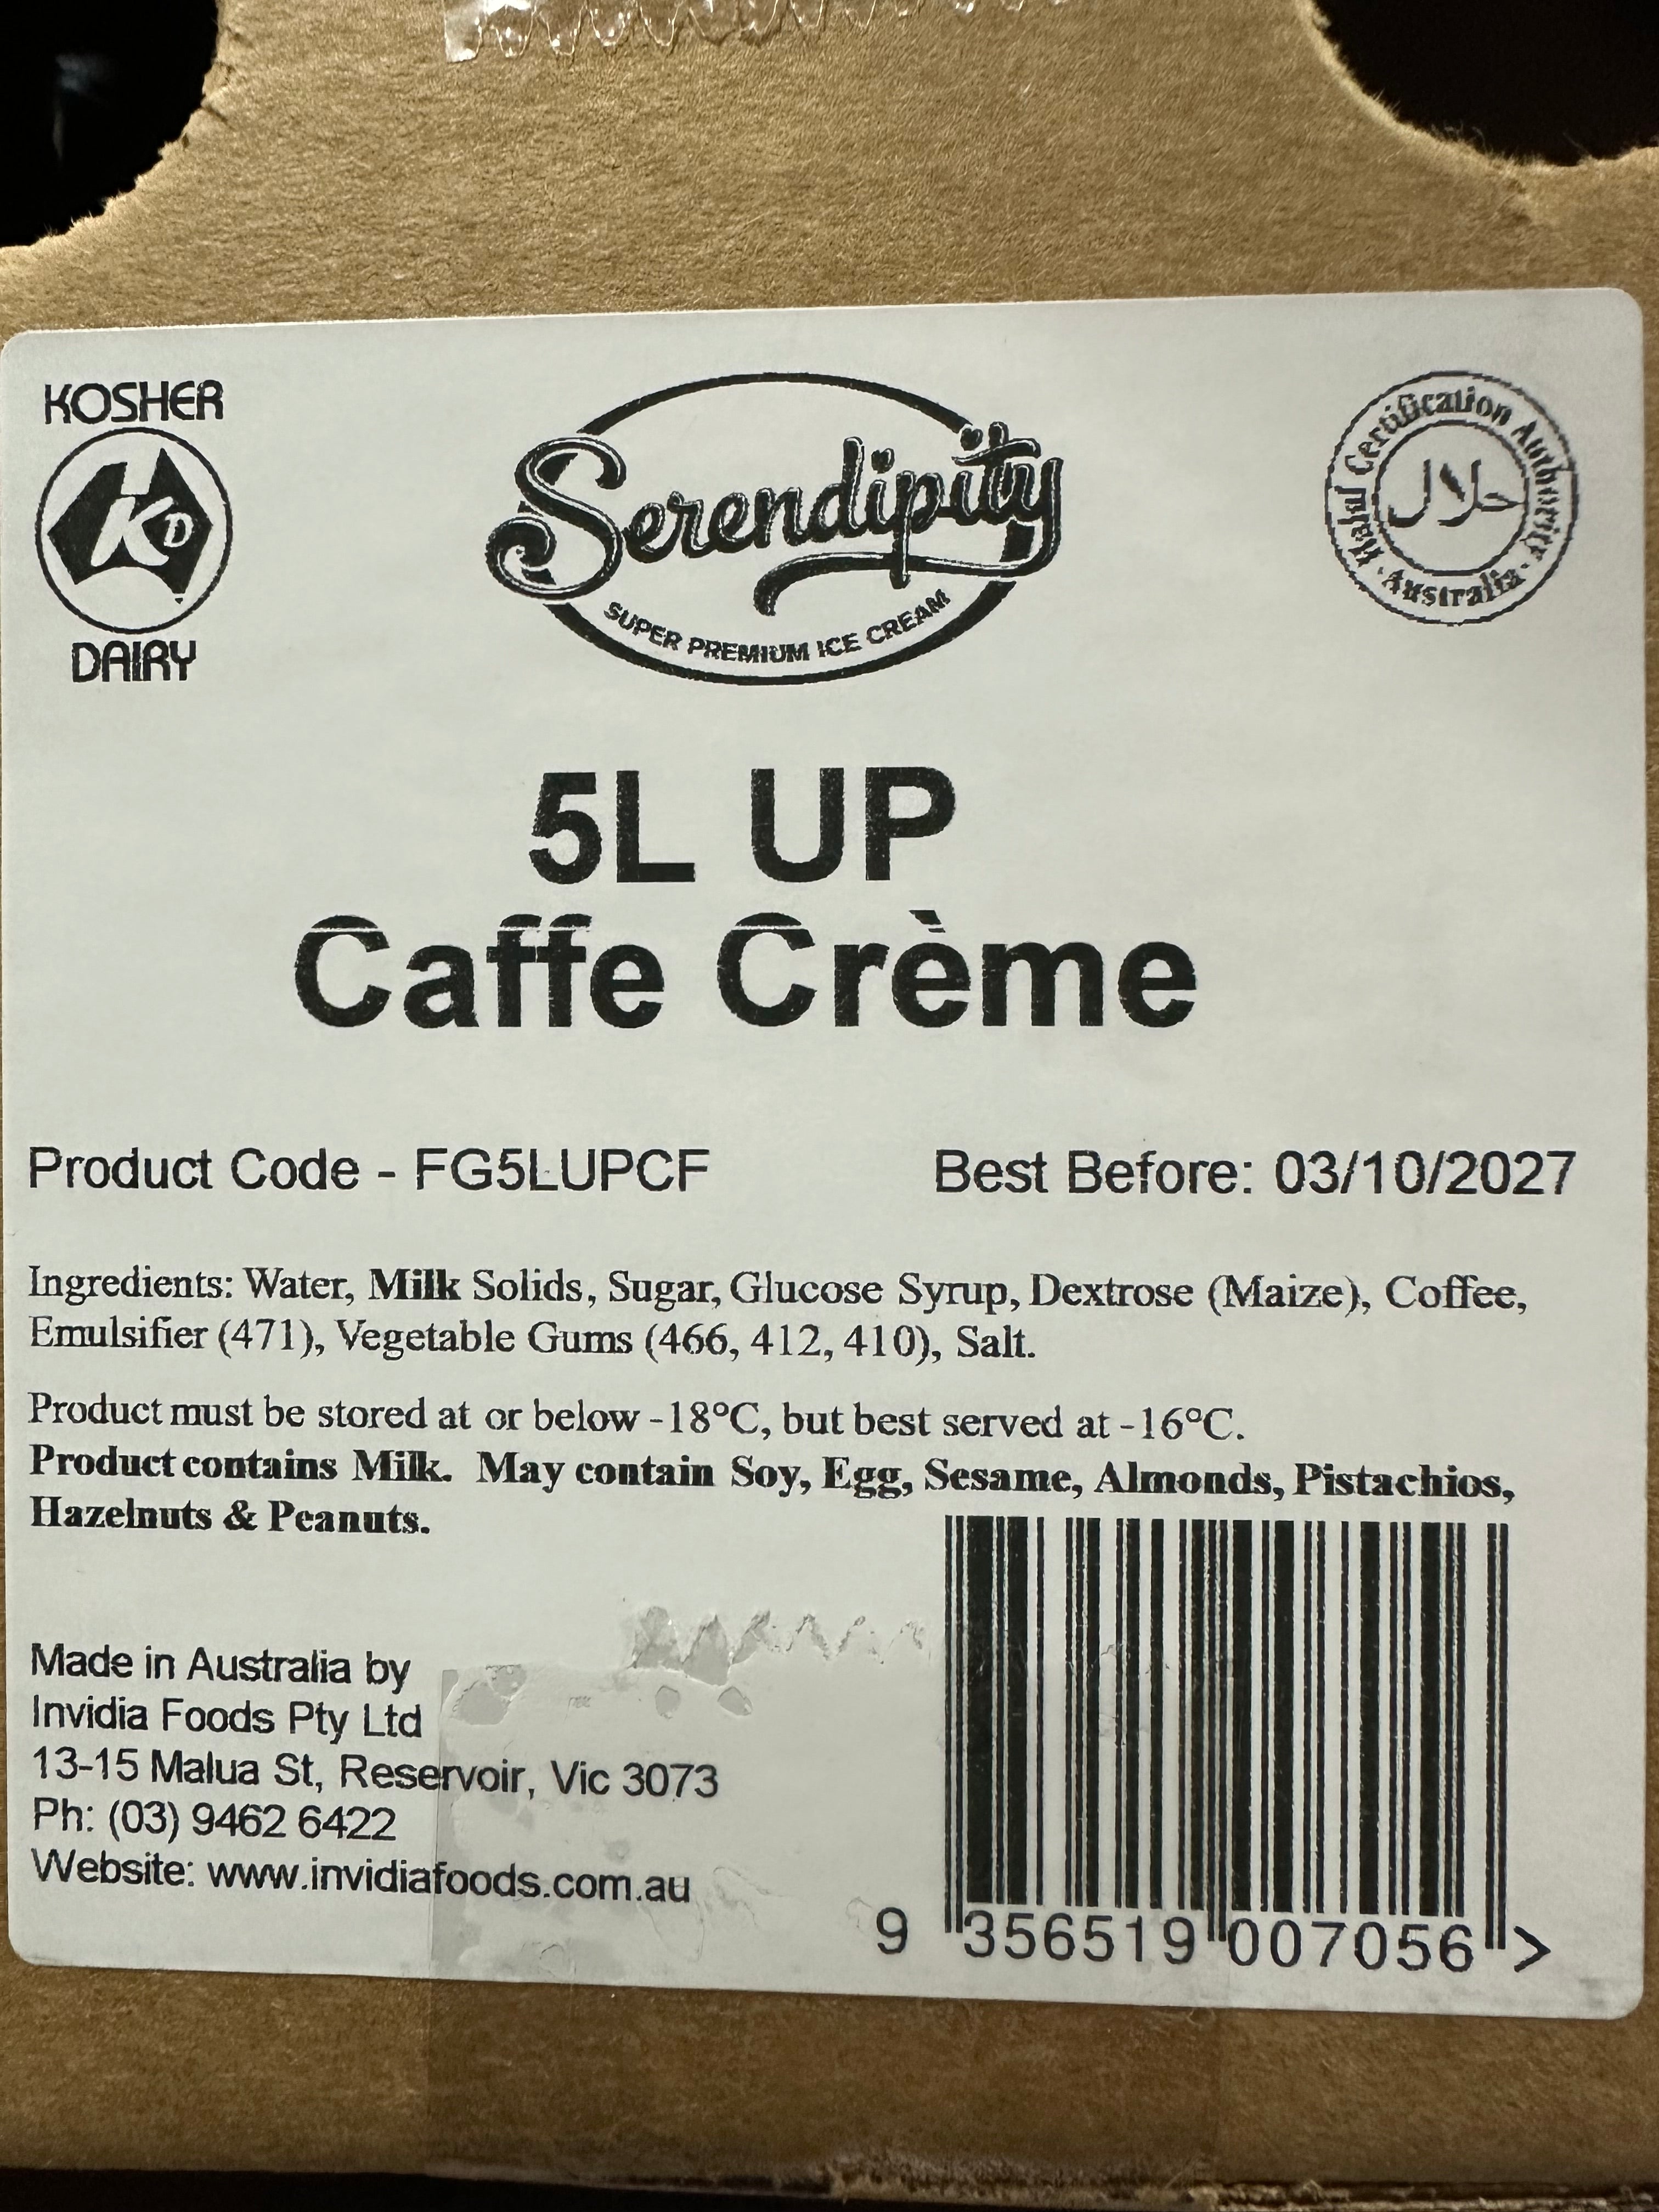 KOSHER
KD
DAIRY
Serendipity
SUPER PREMIUM ICE CREAM
Halal Certification Authority · Australia ·
حلال
5L UP
Caffe Crème
Product Code - FG5LUPCF
Best Before: 03/10/2027
Ingredients: Water, Milk Solids, Sugar, Glucose Syrup, Dextrose (Maize), Coffee,
Emulsifier (471), Vegetable Gums (466, 412, 410), Salt.
Product must be stored at or below -18°C, but best served at -16°C.
Product contains Milk. May contain Soy, Egg, Sesame, Almonds, Pistachios,
Hazelnuts & Peanuts.
Made in Australia by
Invidia Foods Pty Ltd
13-15 Malua St, Reservoir, Vic 3073
Ph: (03) 9462 6422
Website: www.invidiafoods.com.au
9 356519 007056 >